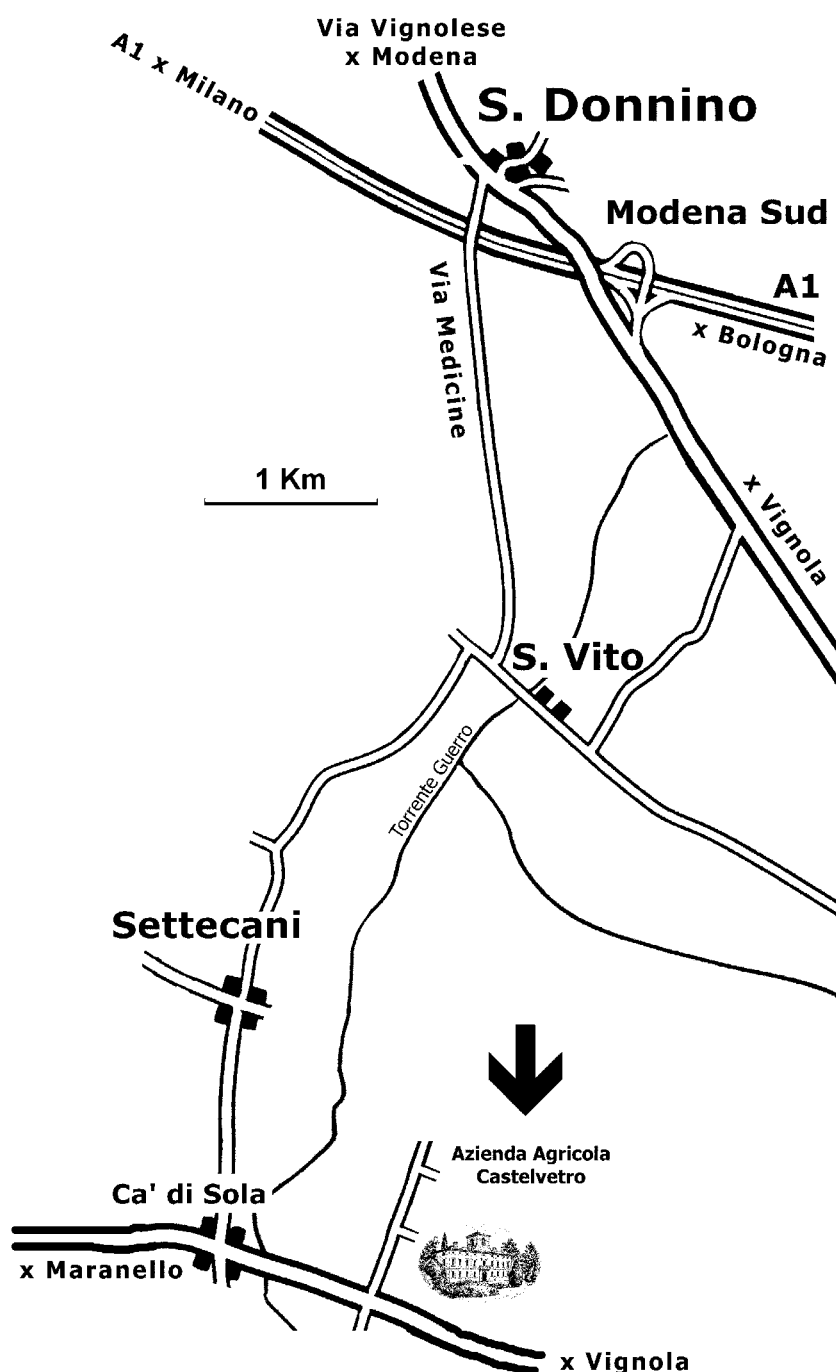 Via Vignolese
x Modena
A1 x Milano
S. Donnino
Modena Sud
A1
x Bologna
Via Medicine
1 Km
x Vignola
S. Vito
Torrente Guerro
Settecani
Azienda Agricola
Castelvetro
Ca' di Sola
x Maranello
x Vignola